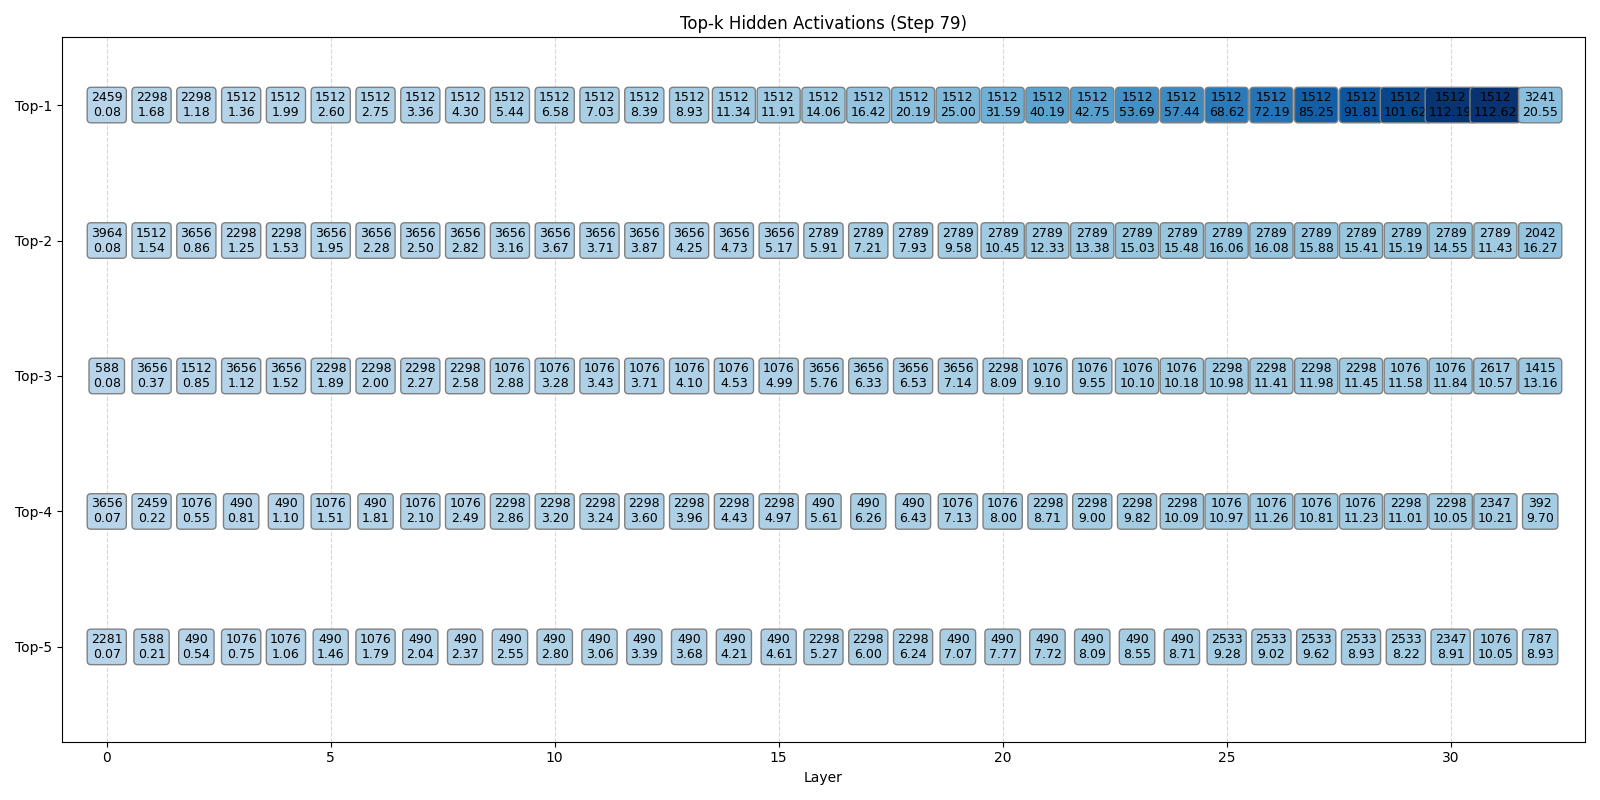 Top-k Hidden Activations (Step 79)
Top-1
2459 2298 2298 1512 1512 1512 1512 1512 1512 1512 1512 1512 1512 1512 1512 1512 1512 1512 1512 1512 1512 1512 1512 1512 1512 1512 1512 1512 1512 1512 1512 1512 3241
0.08 1.68 1.18 1.36 1.99 2.60 2.75 3.36 4.30 5.44 6.58 7.03 8.39 8.93 11.34 11.91 14.06 16.42 20.19 25.00 31.59 40.19 42.75 53.69 57.44 68.62 72.19 85.25 91.81 101.62 112.19 112.62 20.55
Top-2
3964 1512 3656 2298 2298 3656 3656 3656 3656 3656 3656 3656 3656 3656 3656 3656 2789 2789 2789 2789 2789 2789 2789 2789 2789 2789 2789 2789 2789 2789 2789 2789 2042
0.08 1.54 0.86 1.25 1.53 1.95 2.28 2.50 2.82 3.16 3.67 3.71 3.87 4.25 4.73 5.17 5.91 7.21 7.93 9.58 10.45 12.33 13.38 15.03 15.48 16.06 16.08 15.88 15.41 15.19 14.55 11.43 16.27
Top-3
588 3656 1512 3656 3656 2298 2298 2298 2298 1076 1076 1076 1076 1076 1076 1076 3656 3656 3656 3656 2298 1076 1076 1076 1076 2298 2298 2298 2298 1076 1076 2617 1415
0.08 0.37 0.85 1.12 1.52 1.89 2.00 2.27 2.58 2.88 3.28 3.43 3.71 4.10 4.53 4.99 5.76 6.33 6.53 7.14 8.09 9.10 9.55 10.10 10.18 10.98 11.41 11.98 11.45 11.58 11.84 10.57 13.16
Top-4
3656 2459 1076 490 490 1076 490 1076 1076 2298 2298 2298 2298 2298 2298 2298 490 490 490 1076 1076 2298 2298 2298 2298 1076 1076 1076 1076 2298 2298 2347 392
0.07 0.22 0.55 0.81 1.10 1.51 1.81 2.10 2.49 2.86 3.20 3.24 3.60 3.96 4.43 4.97 5.61 6.26 6.43 7.13 8.00 8.71 9.00 9.82 10.09 10.97 11.26 10.81 11.23 11.01 10.05 10.21 9.70
Top-5
2281 588 490 1076 1076 490 1076 490 490 490 490 490 490 490 490 490 2298 2298 2298 490 490 490 490 490 490 2533 2533 2533 2533 2533 2347 1076 787
0.07 0.21 0.54 0.75 1.06 1.46 1.79 2.04 2.37 2.55 2.80 3.06 3.39 3.68 4.21 4.61 5.27 6.00 6.24 7.07 7.77 7.72 8.09 8.55 8.71 9.28 9.02 9.62 8.93 8.22 8.91 10.05 8.93
0 5 10 15 20 25 30
Layer